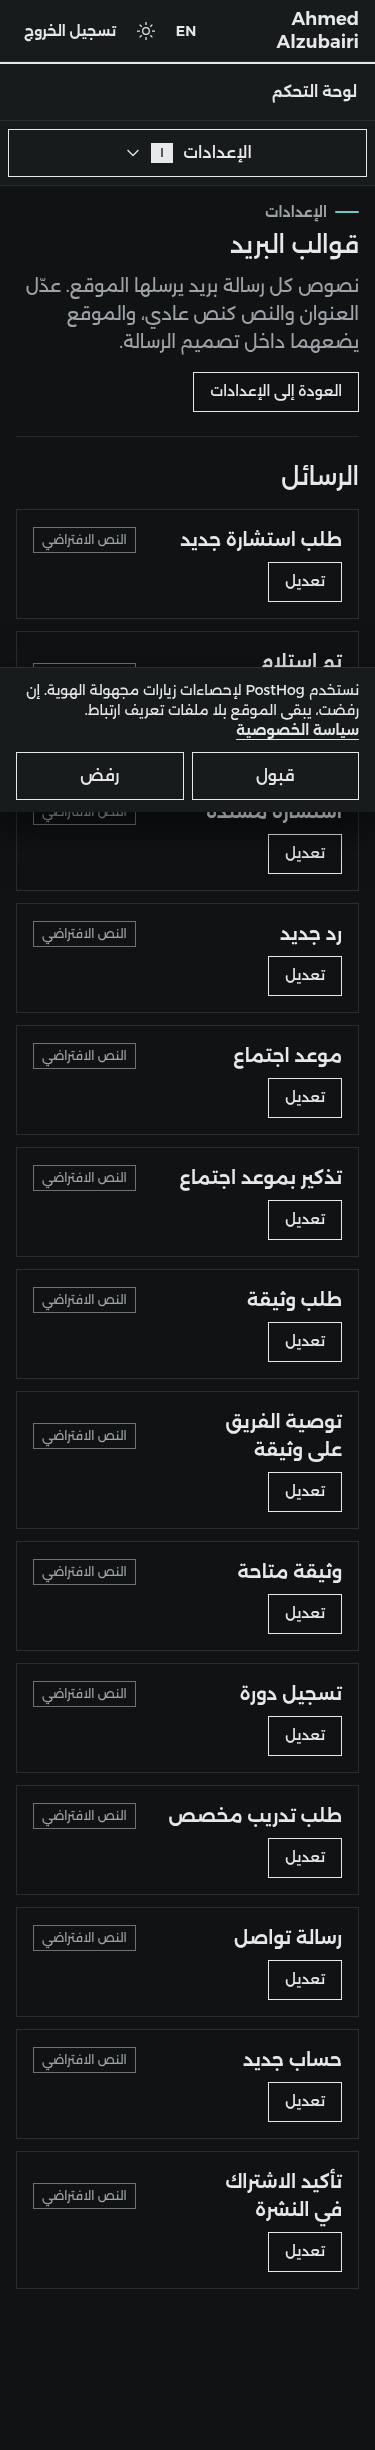 Ahmed
Alzubairi
EN
تسجيل الخروج
لوحة التحكم
الإعدادات
ا
الإعدادات
قوالب البريد
نصوص كل رسالة بريد يرسلها الموقع. عدّل
العنوان والنص كنص عادي، والموقع
يضعهما داخل تصميم الرسالة.
العودة إلى الإعدادات
الرسائل
طلب استشارة جديد
النص الافتراضي
تعديل
تم استلام
نستخدم PostHog لإحصاءات زيارات مجهولة الهوية. إن
رفضت، يبقى الموقع بلا ملفات تعريف ارتباط.
سياسة الخصوصية
قبول
رفض
استشارة مسندة
النص الافتراضي
تعديل
رد جديد
النص الافتراضي
تعديل
موعد اجتماع
النص الافتراضي
تعديل
تذكير بموعد اجتماع
النص الافتراضي
تعديل
طلب وثيقة
النص الافتراضي
تعديل
توصية الفريق
على وثيقة
النص الافتراضي
تعديل
وثيقة متاحة
النص الافتراضي
تعديل
تسجيل دورة
النص الافتراضي
تعديل
طلب تدريب مخصص
النص الافتراضي
تعديل
رسالة تواصل
النص الافتراضي
تعديل
حساب جديد
النص الافتراضي
تعديل
تأكيد الاشتراك
في النشرة
النص الافتراضي
تعديل